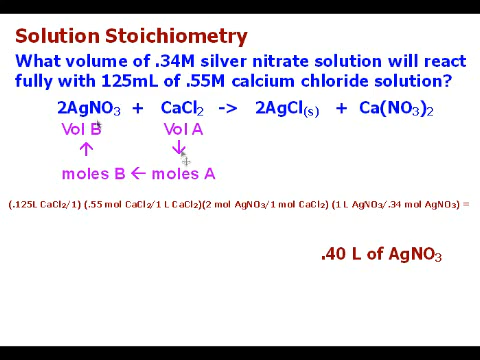 Solution Stoichiometry
What volume of .34M silver nitrate solution will react
fully with 125mL of .55M calcium chloride solution?
2AgNO₃ + CaCl₂ -> 2AgCl₍s₎ + Ca(NO₃)₂
Vol B Vol A
↑ ↓
moles B ← moles A
(.125L CaCl₂/1) (.55 mol CaCl₂/1 L CaCl₂)(2 mol AgNO₃/1 mol CaCl₂) (1 L AgNO₃/.34 mol AgNO₃) =
.40 L of AgNO₃